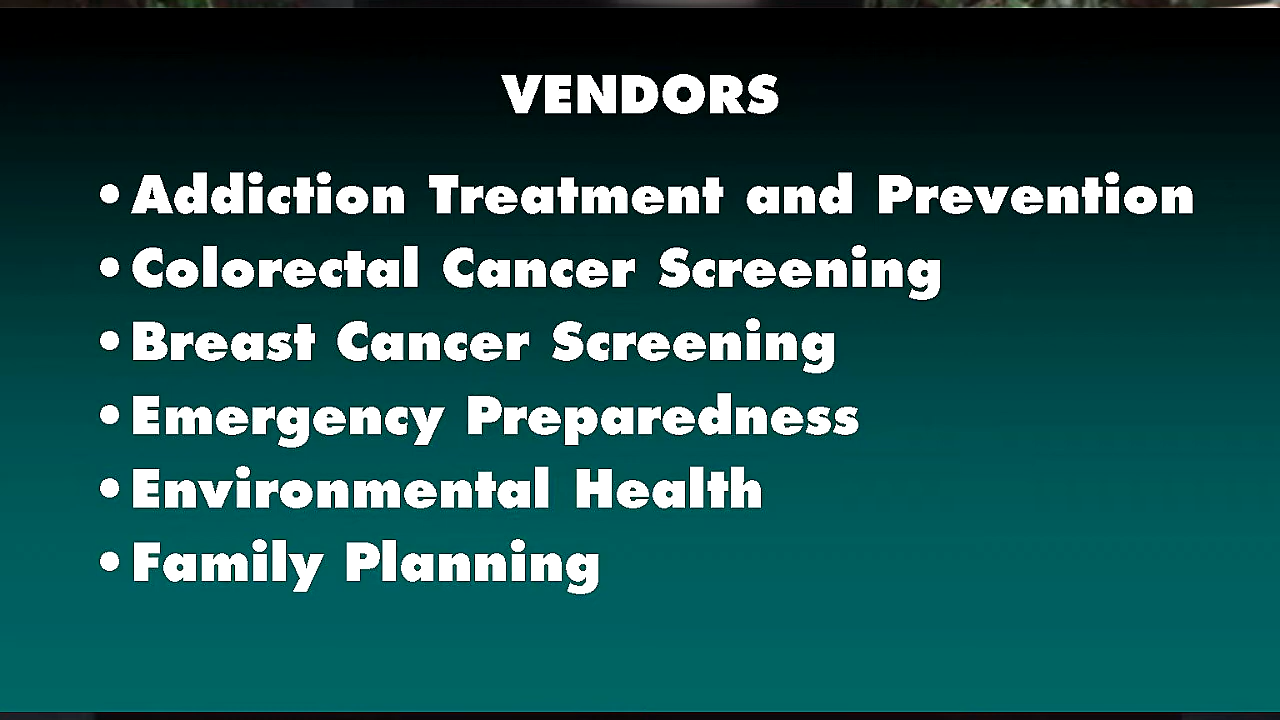 VENDORS
• Addiction Treatment and Prevention
• Colorectal Cancer Screening
• Breast Cancer Screening
• Emergency Preparedness
• Environmental Health
• Family Planning